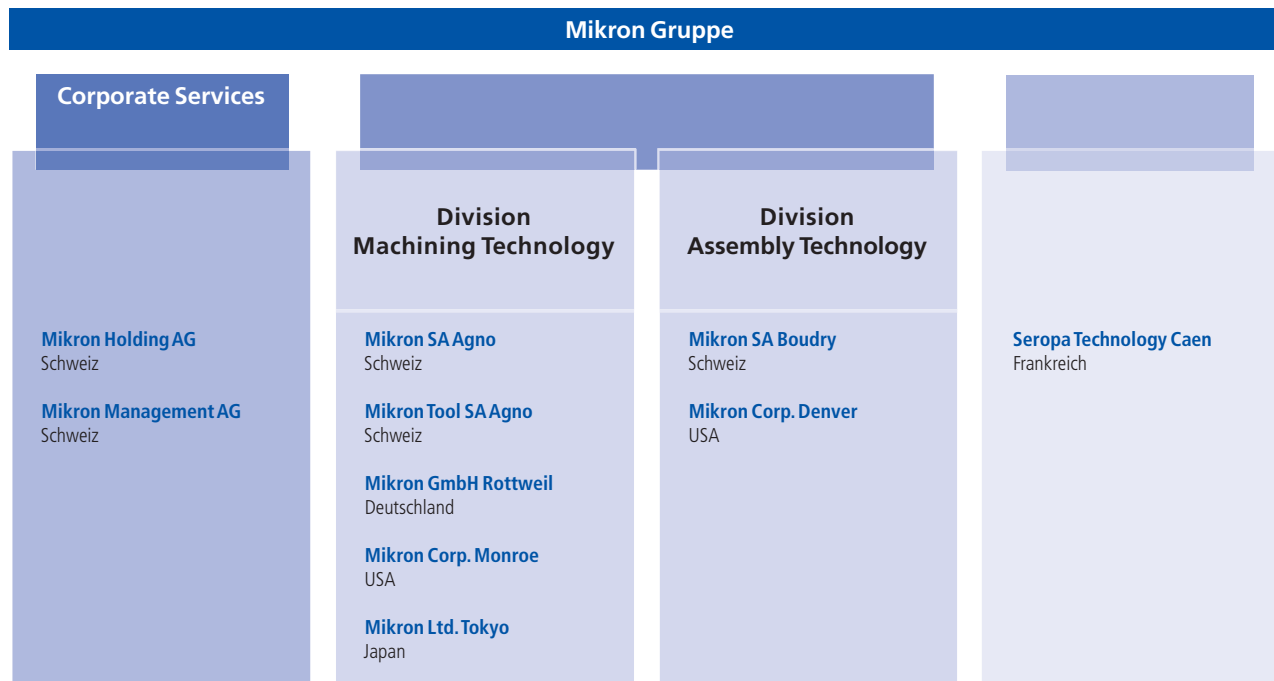 Mikron Gruppe
Corporate Services
Division
Machining Technology
Division
Assembly Technology
Mikron Holding AG
Schweiz
Mikron Management AG
Schweiz
Mikron SA Agno
Schweiz
Mikron Tool SA Agno
Schweiz
Mikron GmbH Rottweil
Deutschland
Mikron Corp. Monroe
USA
Mikron Ltd. Tokyo
Japan
Mikron SA Boudry
Schweiz
Mikron Corp. Denver
USA
Seropa Technology Caen
Frankreich